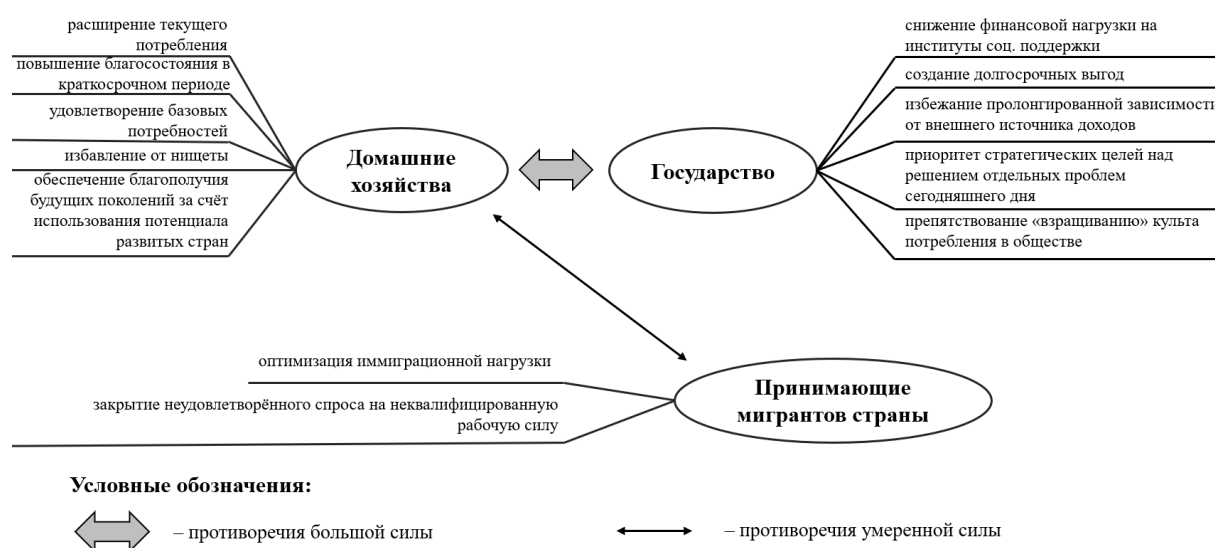 расширение текущего
потребления
повышение благосостояния в
краткосрочном периоде
удовлетворение базовых
потребностей
избавление от нищеты
обеспечение благополучия
будущих поколений за счёт
использования потенциала
развитых стран
Домашние
хозяйства
Государство
снижение финансовой нагрузки на
институты соц. поддержки
создание долгосрочных выгод
избежание пролонгированной зависимости
от внешнего источника доходов
приоритет стратегических целей над
решением отдельных проблем
сегодняшнего дня
препятствование «взращиванию» культа
потребления в обществе
оптимизация иммиграционной нагрузки
закрытие неудовлетворённого спроса на неквалифицированную
рабочую силу
Принимающие
мигрантов страны
Условные обозначения:
– противоречия большой силы
– противоречия умеренной силы